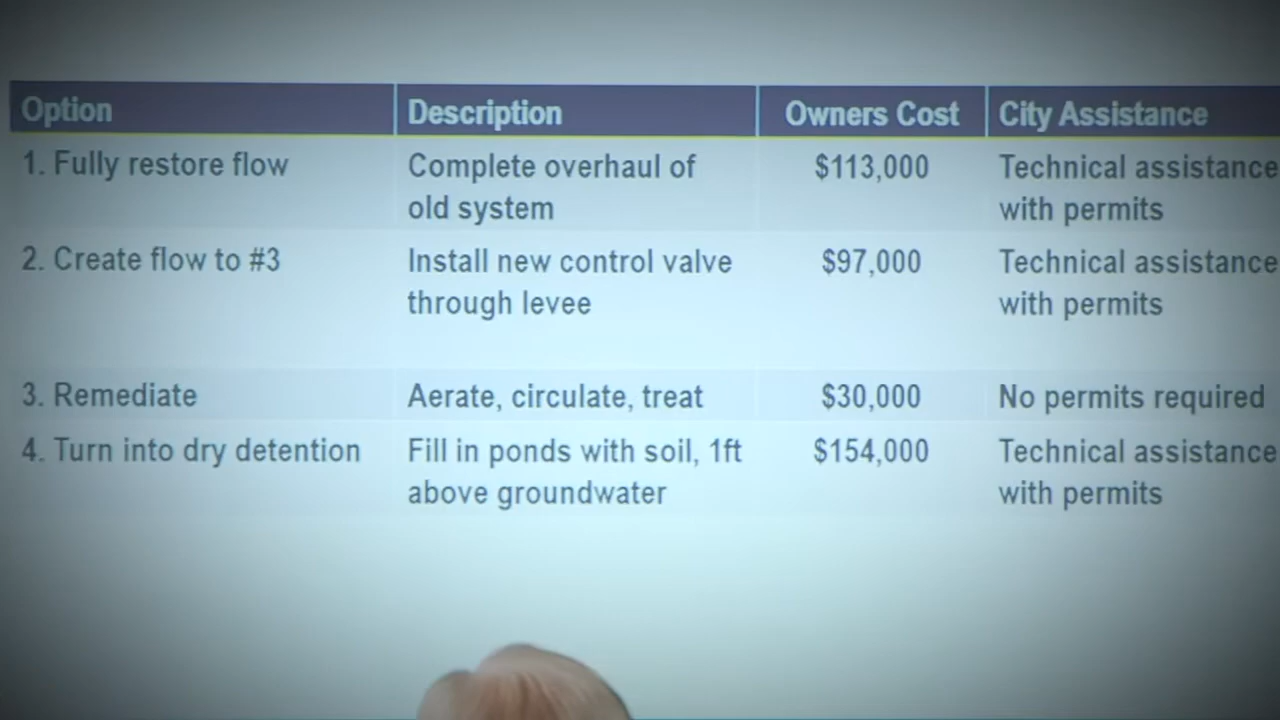 Option Description Owners Cost City Assistance
1. Fully restore flow Complete overhaul of $113,000 Technical assistance
old system with permits
2. Create flow to #3 Install new control valve $97,000 Technical assistance
through levee with permits
3. Remediate Aerate, circulate, treat $30,000 No permits required
4. Turn into dry detention Fill in ponds with soil, 1ft $154,000 Technical assistance
above groundwater with permits